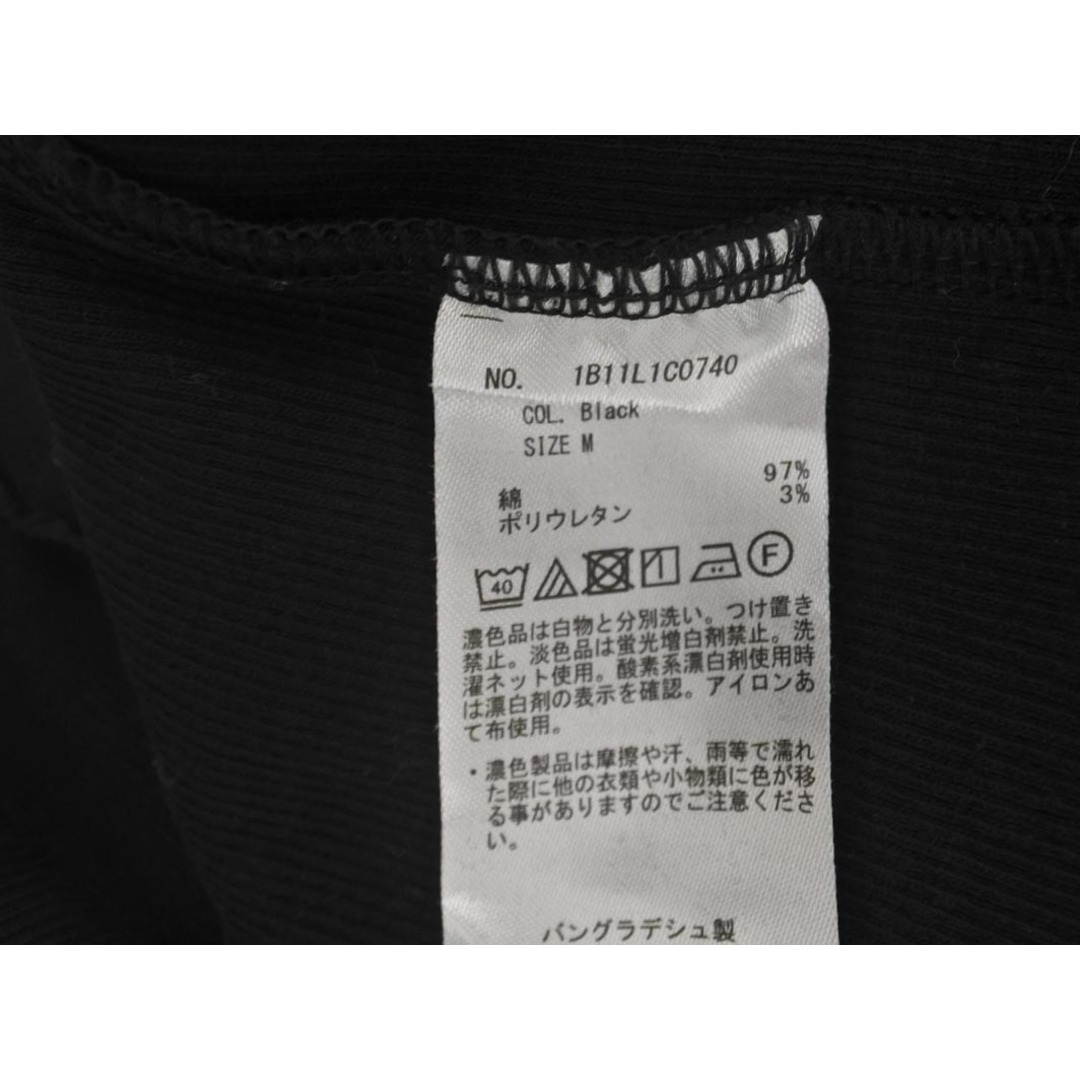 NO. 1B11L1C0740
COL. Black
SIZE M
綿 97%
ポリウレタン 3%
40 F
濃色品は白物と分別洗い。つけ置き
禁止。淡色品は蛍光増白剤禁止。洗
濯ネット使用。酸素系漂白剤使用時
は漂白剤の表示を確認。アイロンあ
て布使用。
・濃色製品は摩擦や汗、雨等で濡れ
た際に他の衣類や小物類に色が移
る事がありますのでご注意くださ
い。
バングラデシュ製